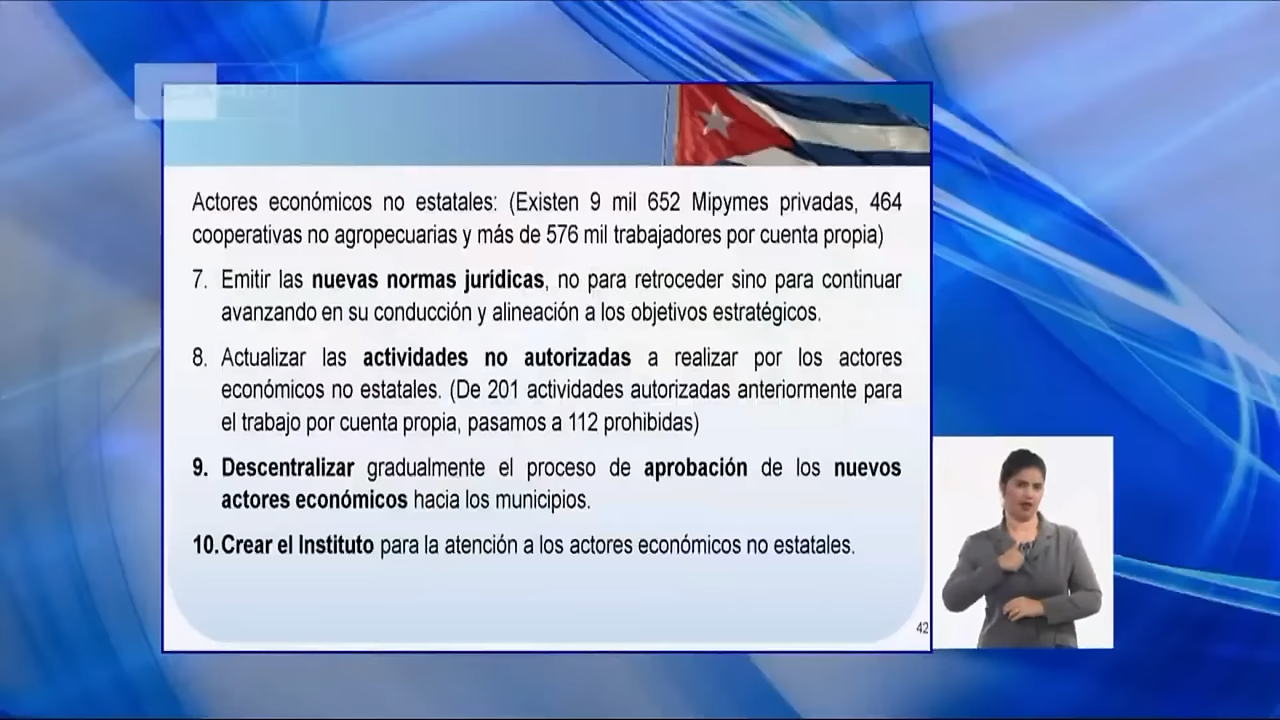 Actores económicos no estatales: (Existen 9 mil 652 Mipymes privadas, 464
cooperativas no agropecuarias y más de 576 mil trabajadores por cuenta propia)
7. Emitir las nuevas normas jurídicas, no para retroceder sino para continuar
avanzando en su conducción y alineación a los objetivos estratégicos.
8. Actualizar las actividades no autorizadas a realizar por los actores
económicos no estatales. (De 201 actividades autorizadas anteriormente para
el trabajo por cuenta propia, pasamos a 112 prohibidas)
9. Descentralizar gradualmente el proceso de aprobación de los nuevos
actores económicos hacia los municipios.
10. Crear el Instituto para la atención a los actores económicos no estatales.
42